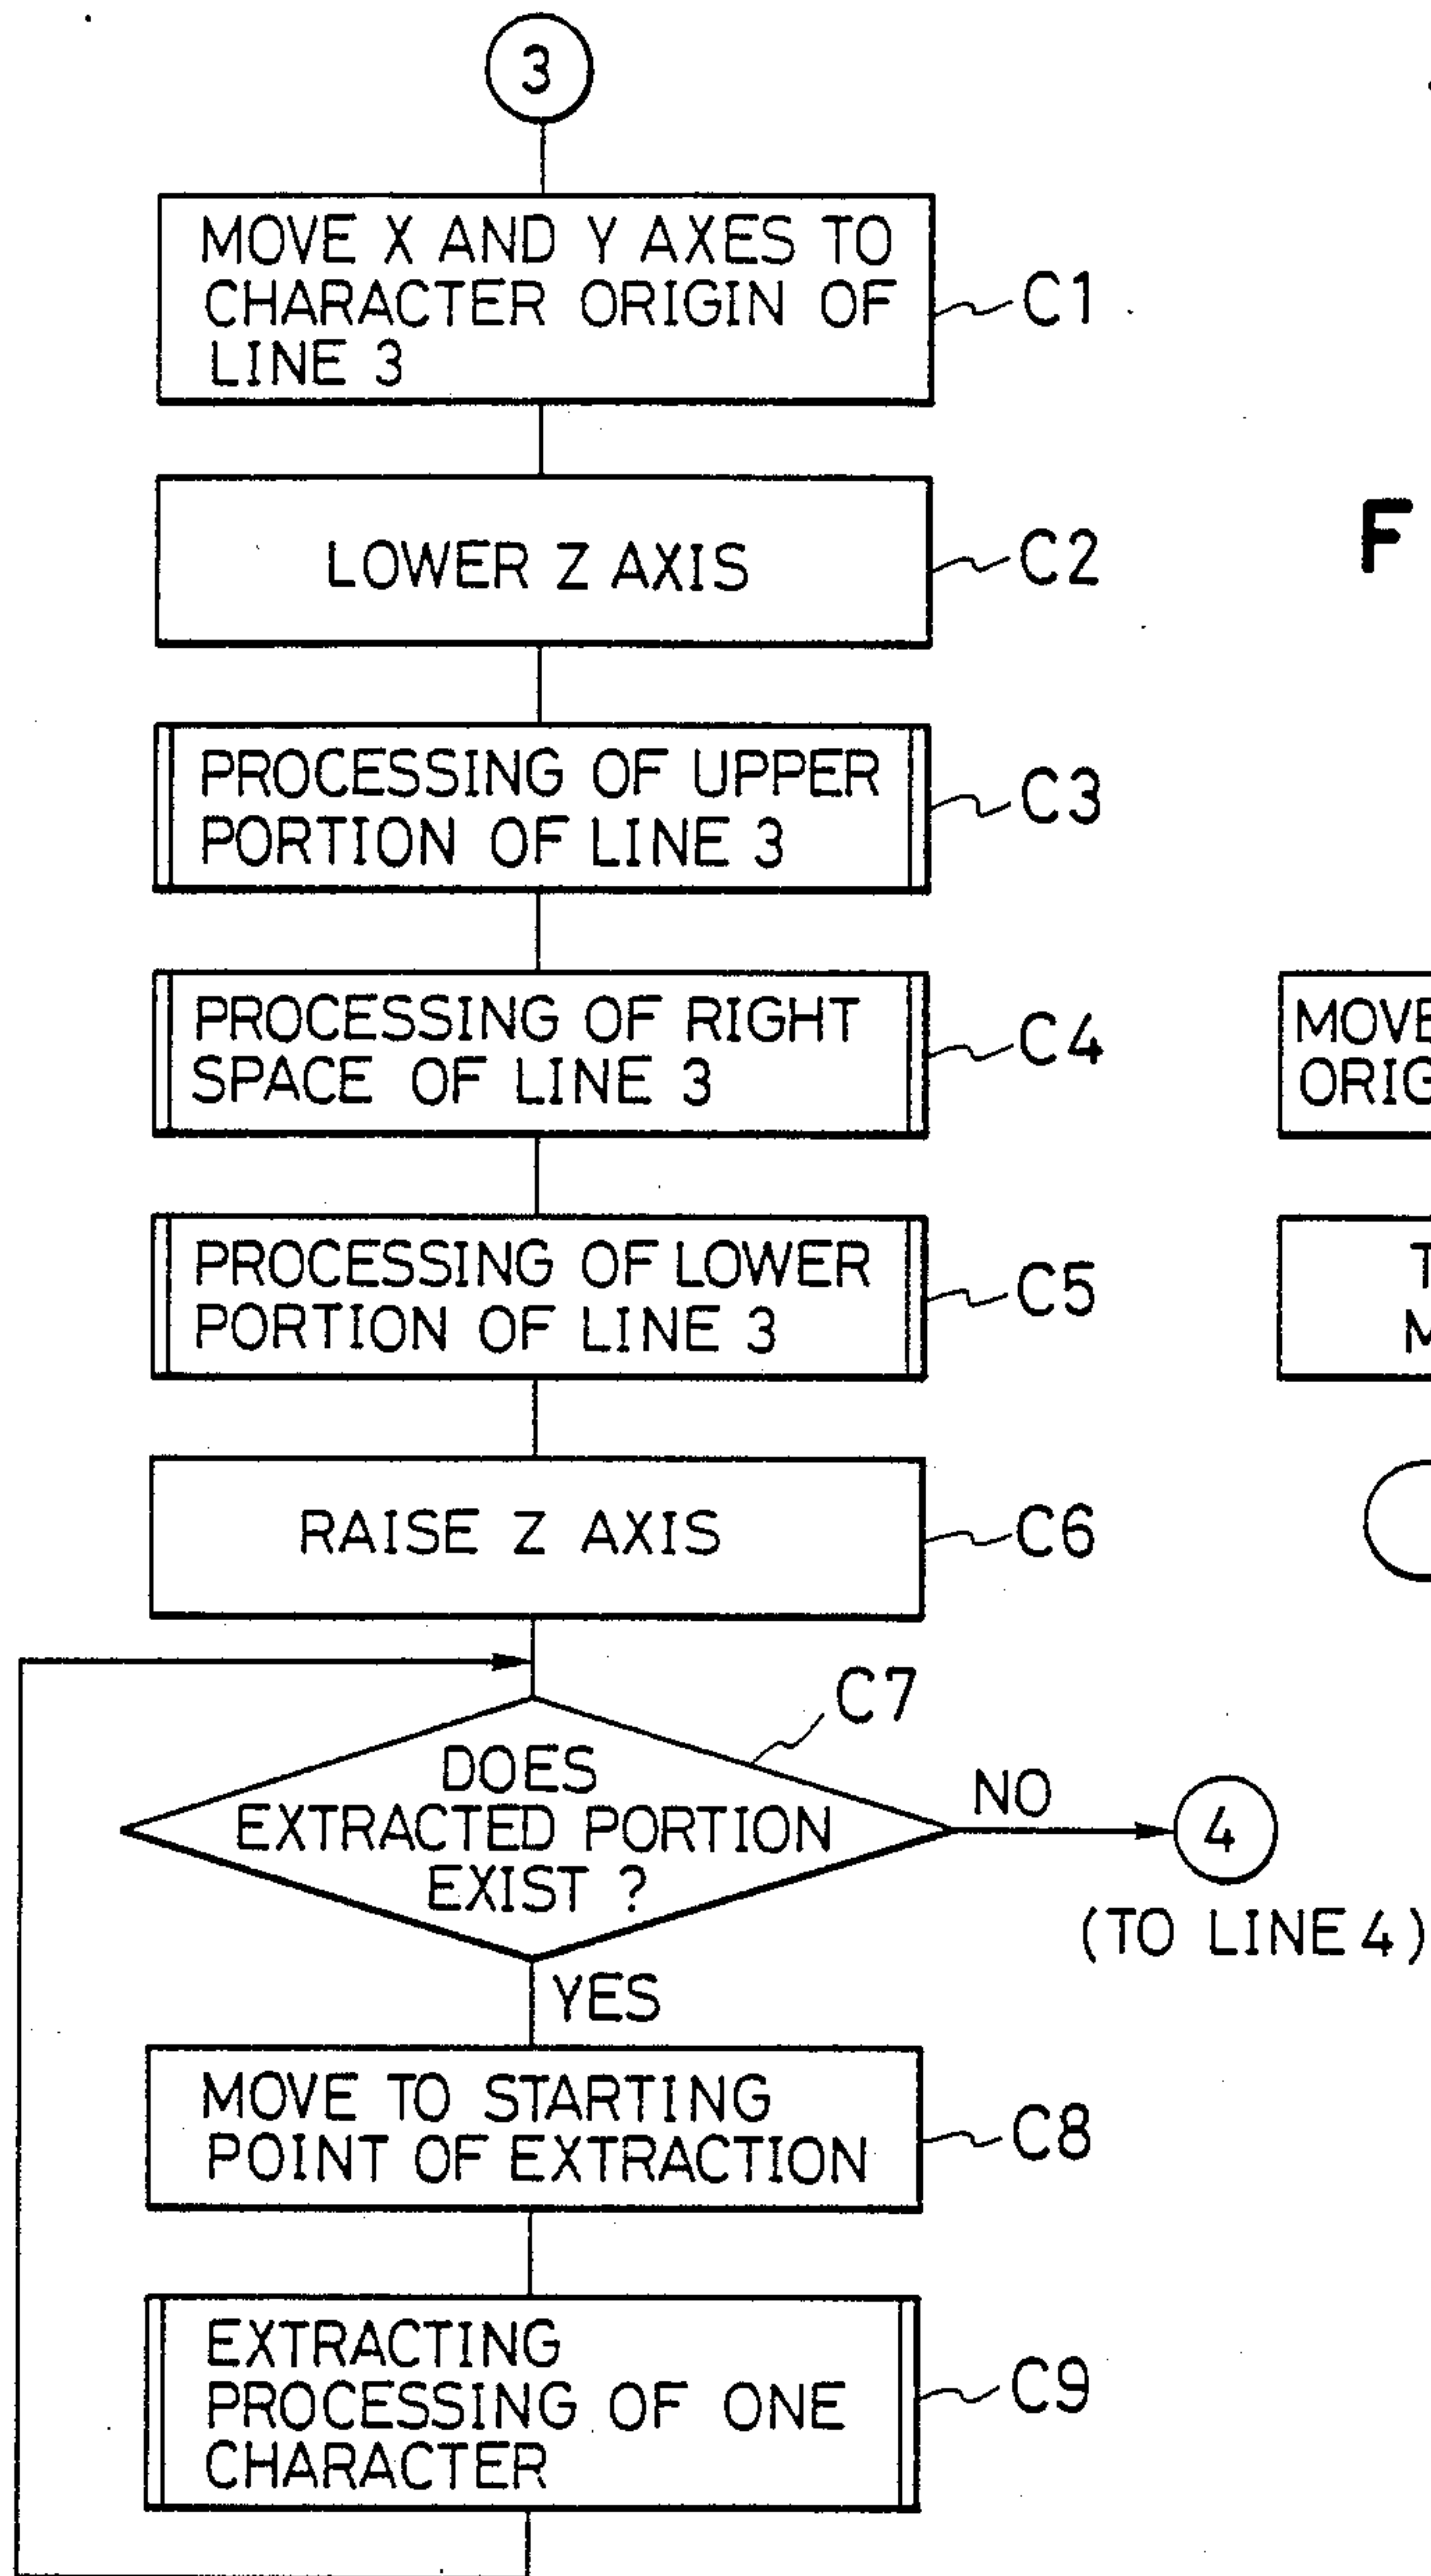 3
MOVE X AND Y AXES TO
CHARACTER ORIGIN OF
LINE 3
C1
LOWER Z AXIS
C2
F
PROCESSING OF UPPER
PORTION OF LINE 3
C3
PROCESSING OF RIGHT
SPACE OF LINE 3
C4
MOVE
ORIG
PROCESSING OF LOWER
PORTION OF LINE 3
C5
T
M
RAISE Z AXIS
C6
C7
DOES
EXTRACTED PORTION
EXIST ?
NO
4
(TO LINE 4)
YES
MOVE TO STARTING
POINT OF EXTRACTION
C8
EXTRACTING
PROCESSING OF ONE
CHARACTER
C9